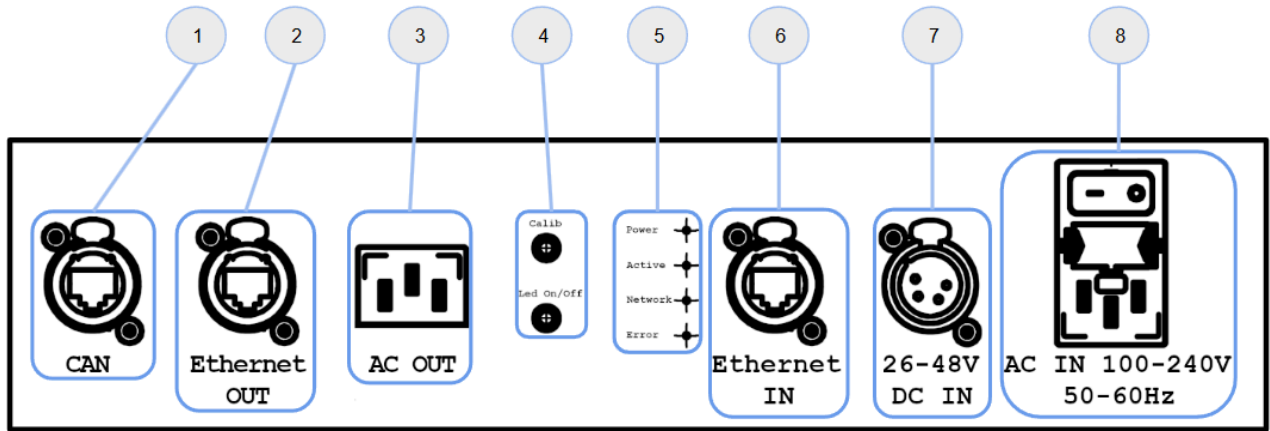 1 2 3 4 5 6 7 8
Calib
Led On/Off
Power
Active
Network
Error
CAN
Ethernet
OUT
AC OUT
Ethernet
IN
26-48V
DC IN
AC IN 100-240V
50-60Hz